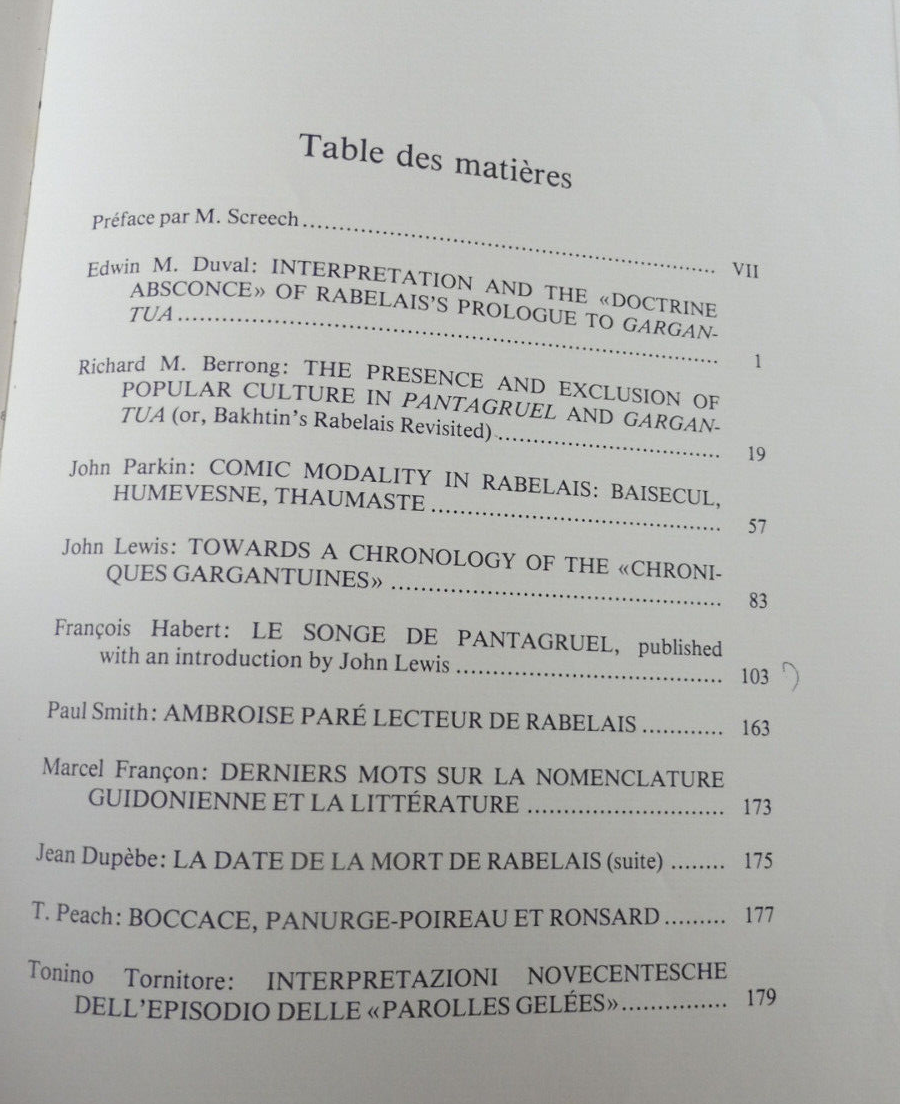 Table des matières
Préface par M. Screech ........................................ VII
Edwin M. Duval: INTERPRETATION AND THE «DOCTRINE
ABSCONCE» OF RABELAIS'S PROLOGUE TO GARGAN-
TUA ........................................ 1
Richard M. Berrong: THE PRESENCE AND EXCLUSION OF
POPULAR CULTURE IN PANTAGRUEL AND GARGAN-
TUA (or, Bakhtin's Rabelais Revisited) .................... 19
John Parkin: COMIC MODALITY IN RABELAIS: BAISECUL,
HUMEVESNE, THAUMASTE .............................. 57
John Lewis: TOWARDS A CHRONOLOGY OF THE «CHRONI-
QUES GARGANTUINES» .............................. 83
François Habert: LE SONGE DE PANTAGRUEL, published
with an introduction by John Lewis .............................. 103
Paul Smith: AMBROISE PARÉ LECTEUR DE RABELAIS ............ 163
Marcel Françon: DERNIERS MOTS SUR LA NOMENCLATURE
GUIDONIENNE ET LA LITTÉRATURE .................... 173
Jean Dupèbe: LA DATE DE LA MORT DE RABELAIS (suite) ........ 175
T. Peach: BOCCACE, PANURGE-POIREAU ET RONSARD ......... 177
Tonino Tornitore: INTERPRETAZIONI NOVECENTESCHE
DELL'EPISODIO DELLE «PAROLLES GELÉES» ............... 179